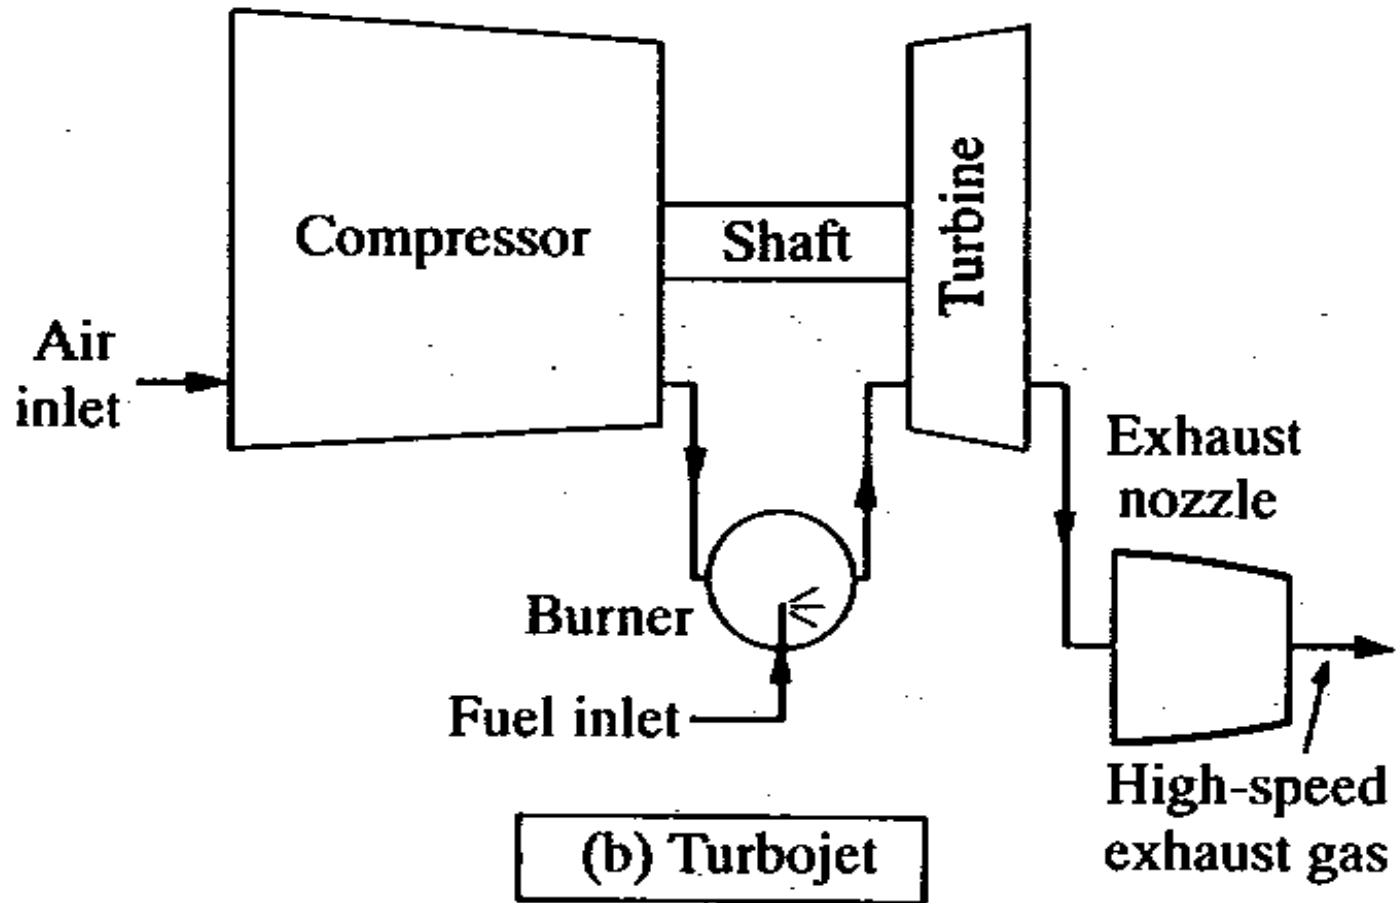 Compressor
Shaft
Turbine
Air
inlet
Exhaust
nozzle
Burner
Fuel inlet
High-speed
exhaust gas
(b) Turbojet